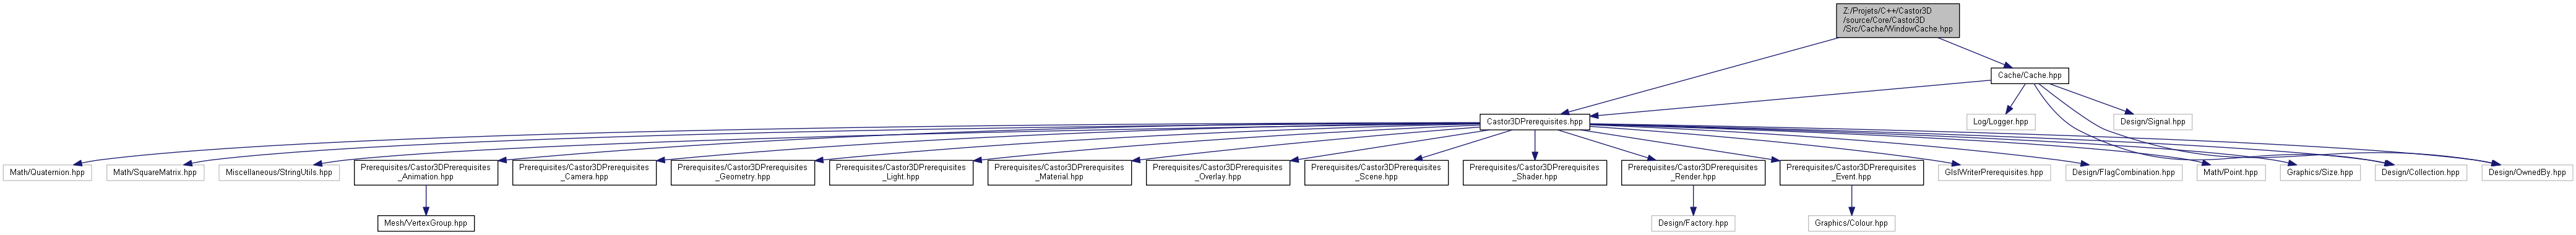 Z:/Projets/C++/Castor3D
/source/Core/Castor3D
/Src/Cache/WindowCache.hpp
Cache/Cache.hpp
Castor3DPrerequisites.hpp
Log/Logger.hpp
Design/Signal.hpp
Math/Quaternion.hpp
Math/SquareMatrix.hpp
Miscellaneous/StringUtils.hpp
Prerequisites/Castor3DPrerequisites
_Animation.hpp
Prerequisites/Castor3DPrerequisites
_Camera.hpp
Prerequisites/Castor3DPrerequisites
_Geometry.hpp
Prerequisites/Castor3DPrerequisites
_Light.hpp
Prerequisites/Castor3DPrerequisites
_Material.hpp
Prerequisites/Castor3DPrerequisites
_Overlay.hpp
Prerequisites/Castor3DPrerequisites
_Scene.hpp
Prerequisites/Castor3DPrerequisites
_Shader.hpp
Prerequisites/Castor3DPrerequisites
_Render.hpp
Prerequisites/Castor3DPrerequisites
_Event.hpp
GlslWriterPrerequisites.hpp
Design/FlagCombination.hpp
Math/Point.hpp
Graphics/Size.hpp
Design/Collection.hpp
Design/OwnedBy.hpp
Mesh/VertexGroup.hpp
Design/Factory.hpp
Graphics/Colour.hpp